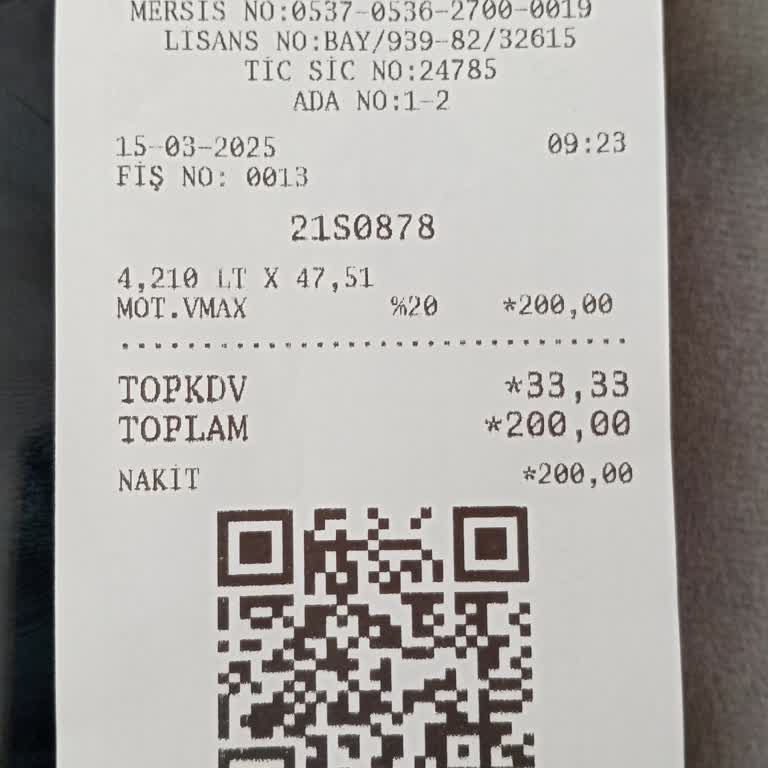 MERSİS NO:0537-0536-2700-0019
LİSANS NO:BAY/939-82/32615
TİC SİC NO:24785
ADA NO:1-2
15-03-2025 09:23
FİŞ NO: 0013
21S0878
4,210 LT X 47,51
MOT.VMAX %20 *200,00
TOPKDV *33,33
TOPLAM *200,00
NAKİT *200,00